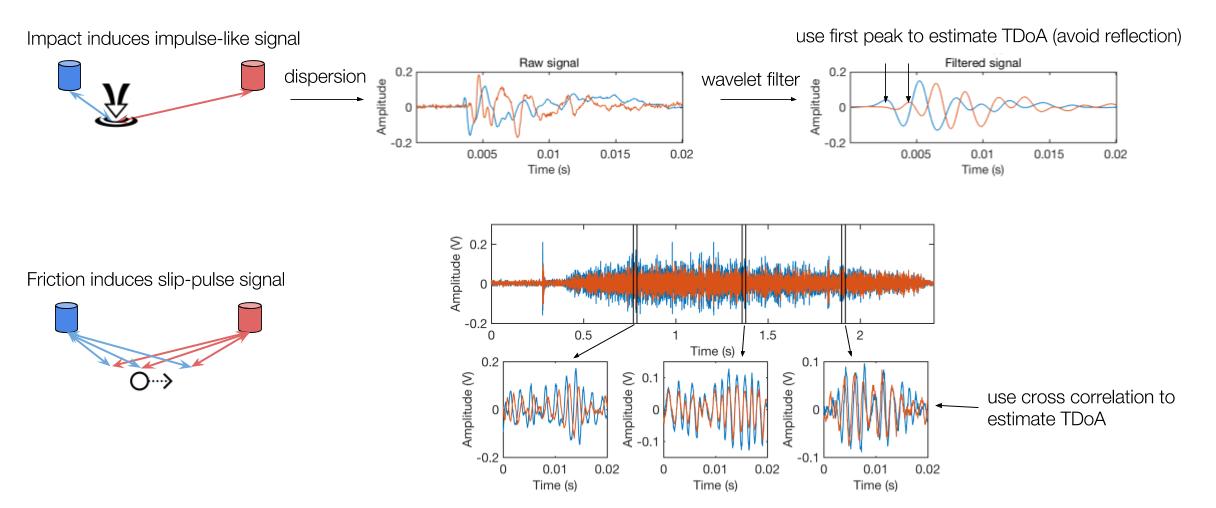 use first peak to estimate TDoA (avoid reflection)
Impact induces impulse-like signal
dispersion
Raw signal
0.2
0
-0.2
Amplitude
0.005
0.01
0.015
0.02
Time (s)
wavelet filter
Filtered signal
0.2
0
-0.2
Amplitude
0.005
0.01
0.015
0.02
Time (s)
Friction induces slip-pulse signal
0.2
0
-0.2
Amplitude (V)
0
0.5
1
1.5
2
Time (s)
0.2
0
-0.2
Amplitude (V)
0
0.01
0.02
Time (s)
0.1
0
-0.1
Amplitude (V)
0
0.01
0.02
Time (s)
0.1
0
-0.1
Amplitude (V)
0
0.01
0.02
Time (s)
use cross correlation to
estimate TDoA